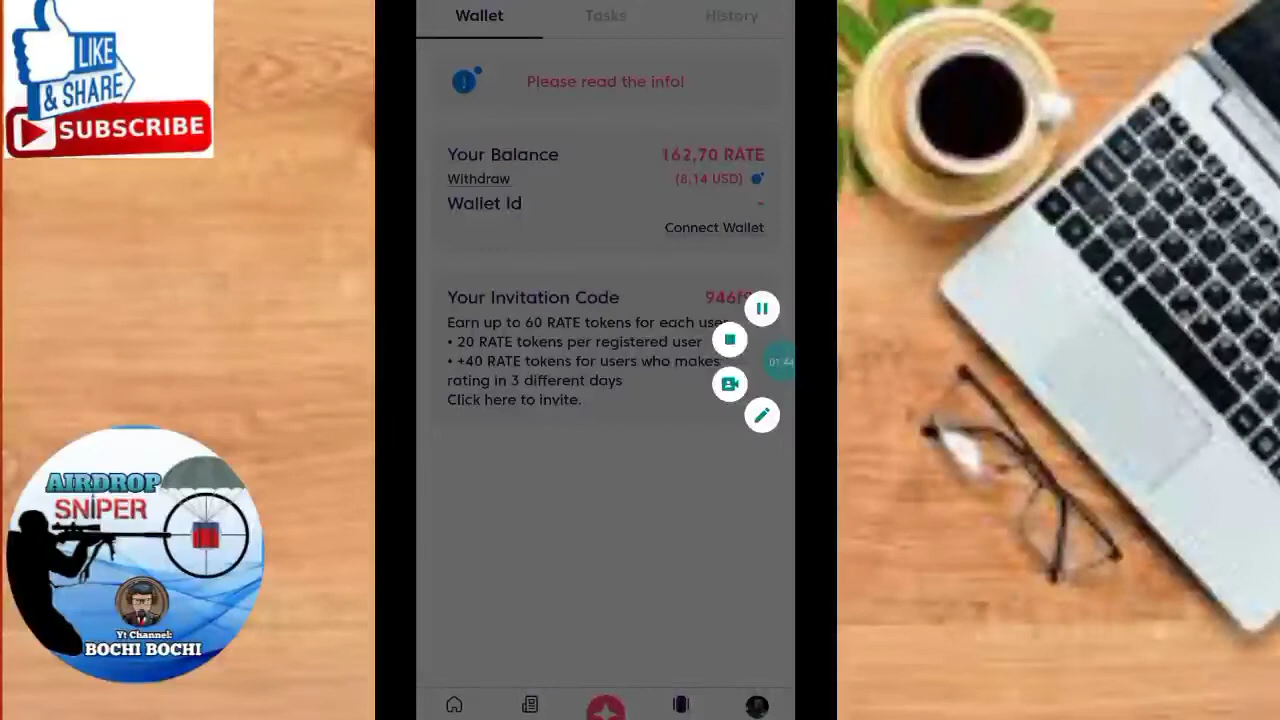 LIKE
& SHARE
SUBSCRIBE
Wallet
Tasks
History
Please read the info!
Your Balance
162,70 RATE
Withdraw
(8,14 USD)
Wallet Id
-
Connect Wallet
Your Invitation Code
Earn up to 60 RATE tokens for each user
• 20 RATE tokens per registered user
• +40 RATE tokens for users who makes
rating in 3 different days
Click here to invite.
01:44
AIRDROP
SNIPER
Yt Channel:
BOCHI BOCHI